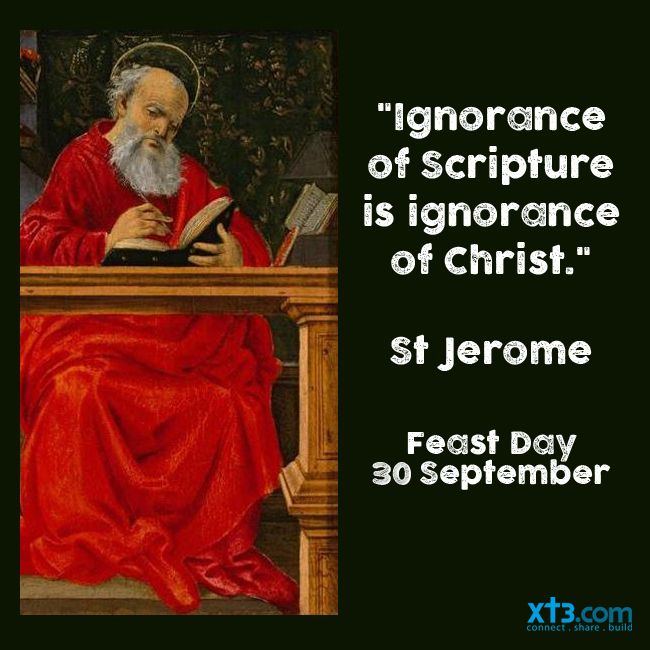 "Ignorance
of Scripture
is ignorance
of Christ."
St Jerome
Feast Day
30 September
xt3.com
connect . share . build